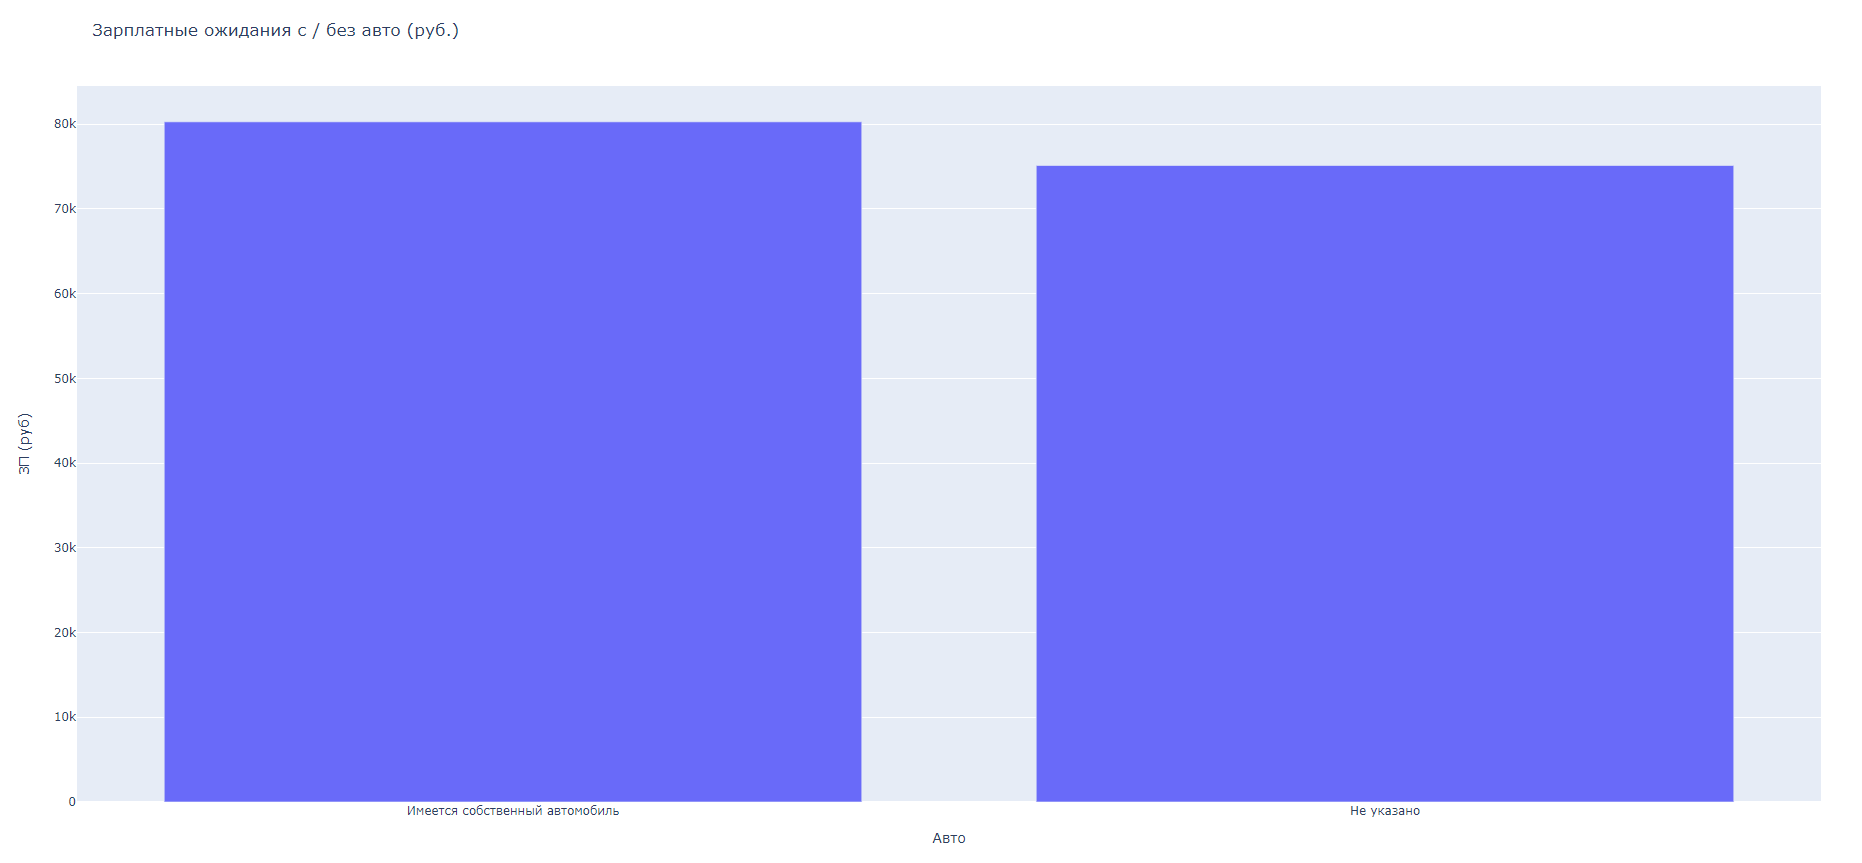 Зарплатные ожидания с / без авто (руб.)
80k
70k
60k
50k
40k
30k
20k
10k
0
ЗП (руб)
Имеется собственный автомобиль
Не указано
Авто